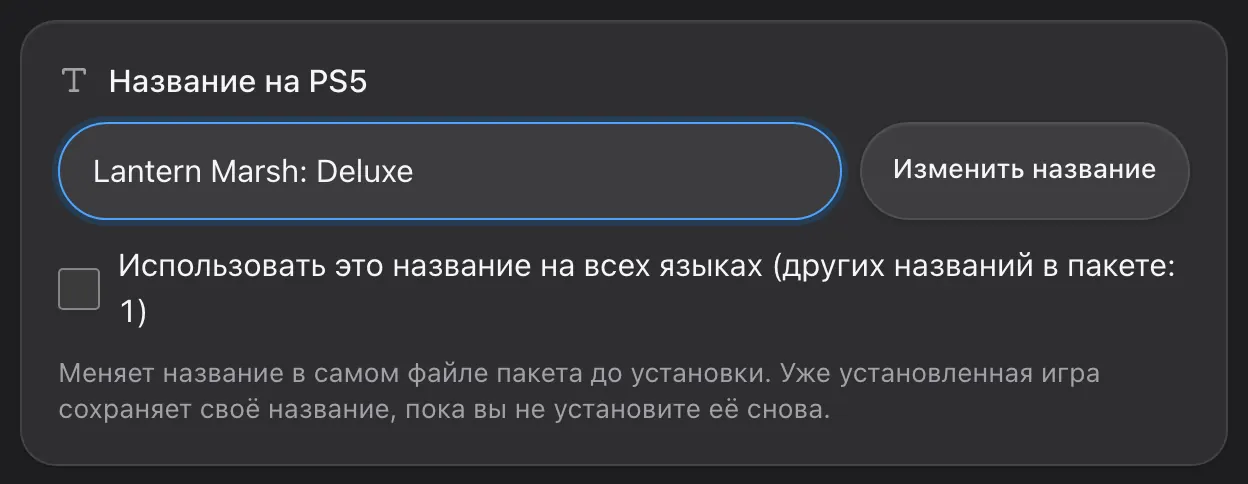 Название на PS5
Lantern Marsh: Deluxe
Изменить название
Использовать это название на всех языках (других названий в пакете:
1)
Меняет название в самом файле пакета до установки. Уже установленная игра
сохраняет своё название, пока вы не установите её снова.